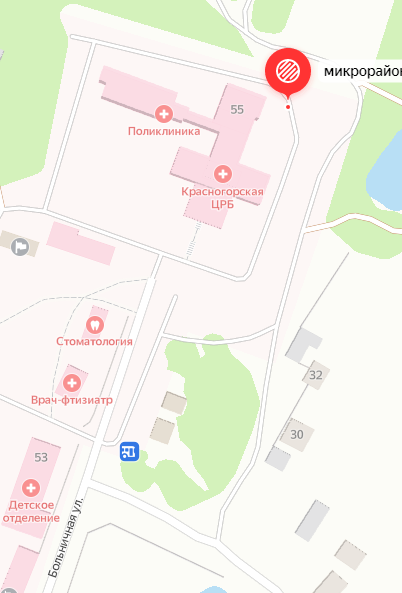 микрорайон
55
Поликлиника
Красногорская
ЦРБ
Стоматология
32
Врач-фтизиатр
30
53
Детское
отделение
Больничная ул.